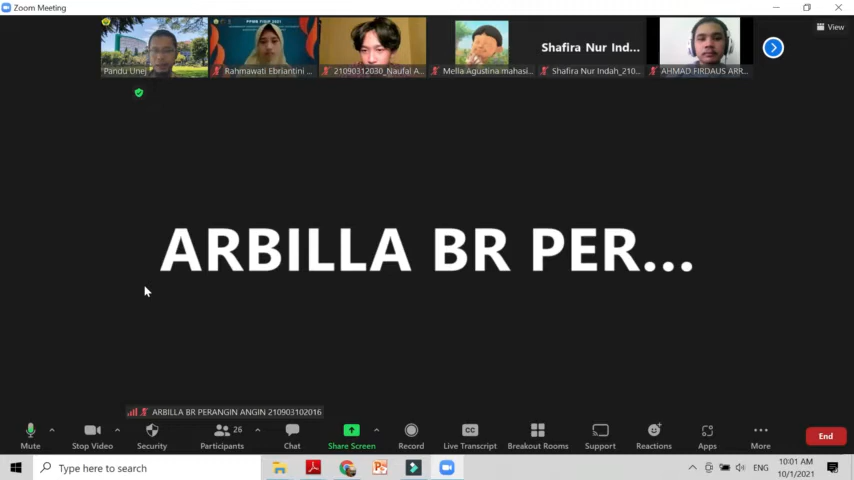 Zoom Meeting
View
PPMB FISIP 2021
Pandu Unej
Rahmawati Ebriantini ...
21090312030_Naufal A...
Mella Agustina mahasi...
Shafira Nur Ind...
Shafira Nur Indah_210...
AHMAD FIRDAUS ARR...
ARBILLA BR PER...
ARBILLA BR PERANGIN ANGIN 210903102016
Mute
Stop Video
Security
26
Participants
Chat
Share Screen
Record
CC
Live Transcript
Breakout Rooms
Support
Reactions
Apps
More
End
Type here to search
ENG
10:01 AM
10/1/2021